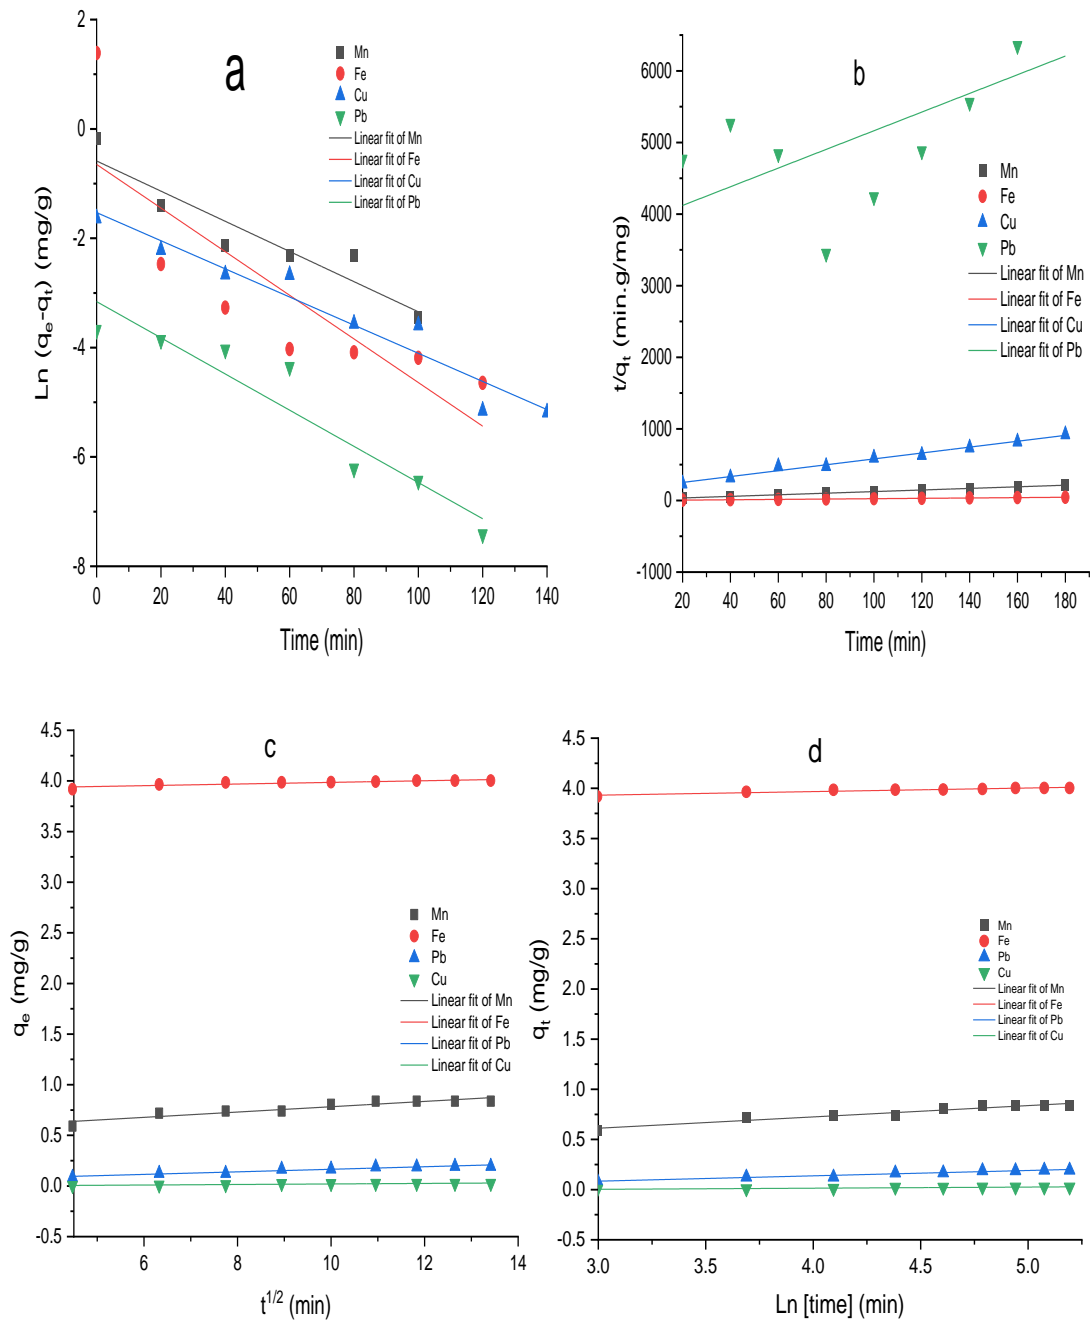 a
2
0
-2
-4
-6
-8
Ln (qe-qt) (mg/g)
Mn
Fe
Cu
Pb
Linear fit of Mn
Linear fit of Fe
Linear fit of Cu
Linear fit of Pb
0 20 40 60 80 100 120 140
Time (min)
b
6000
5000
4000
3000
2000
1000
0
-1000
t/qt (min.g/mg)
Mn
Fe
Cu
Pb
Linear fit of Mn
Linear fit of Fe
Linear fit of Cu
Linear fit of Pb
20 40 60 80 100 120 140 160 180
Time (min)
c
4.5
4.0
3.5
3.0
2.5
2.0
1.5
1.0
0.5
0.0
-0.5
qe (mg/g)
Mn
Fe
Pb
Cu
Linear fit of Mn
Linear fit of Fe
Linear fit of Pb
Linear fit of Cu
6 8 10 12 14
t1/2 (min)
d
4.5
4.0
3.5
3.0
2.5
2.0
1.5
1.0
0.5
0.0
-0.5
qt (mg/g)
Mn
Fe
Pb
Cu
Linear fit of Mn
Linear fit of Fe
Linear fit of Pb
Linear fit of Cu
3.0 3.5 4.0 4.5 5.0
Ln [time] (min)